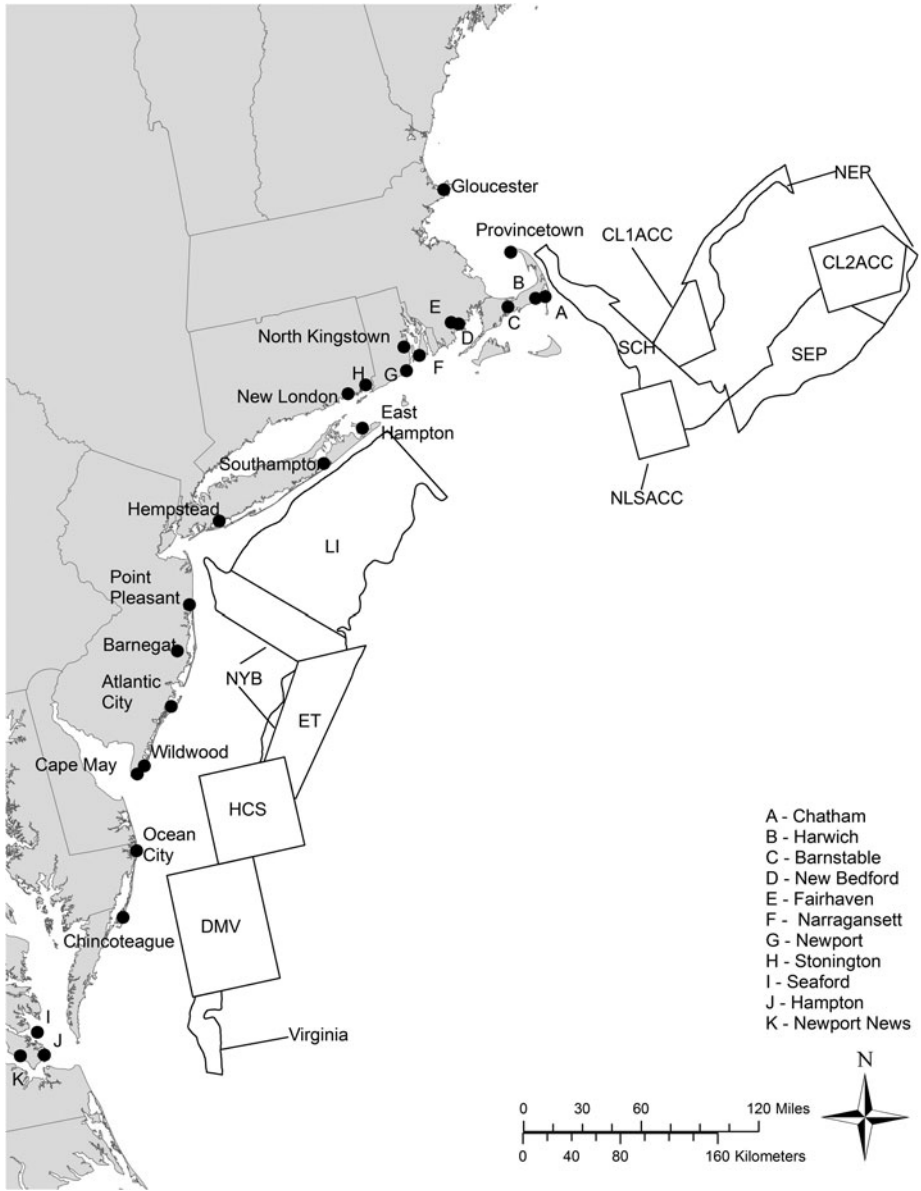 Gloucester
NER
Provincetown
CL1ACC
CL2ACC
B
A
C
E
D
North Kingstown
F
SCH
SEP
H
G
New London
East
Hampton
Southampton
NLSACC
Hempstead
LI
Point
Pleasant
Barnegat
NYB
Atlantic
City
ET
Wildwood
Cape May
HCS
Ocean
City
DMV
Chincoteague
I
J
K
Virginia
A - Chatham
B - Harwich
C - Barnstable
D - New Bedford
E - Fairhaven
F - Narragansett
G - Newport
H - Stonington
I - Seaford
J - Hampton
K - Newport News
N
0 30 60 120 Miles
0 40 80 160 Kilometers